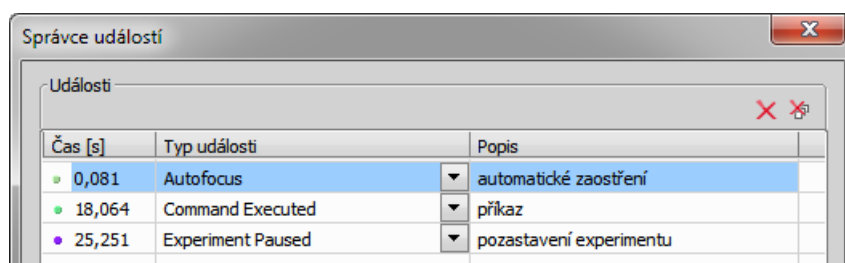 Správce událostí
Události
Čas [s] Typ události Popis
0,081 Autofocus automatické zaostření
18,064 Command Executed příkaz
25,251 Experiment Paused pozastavení experimentu